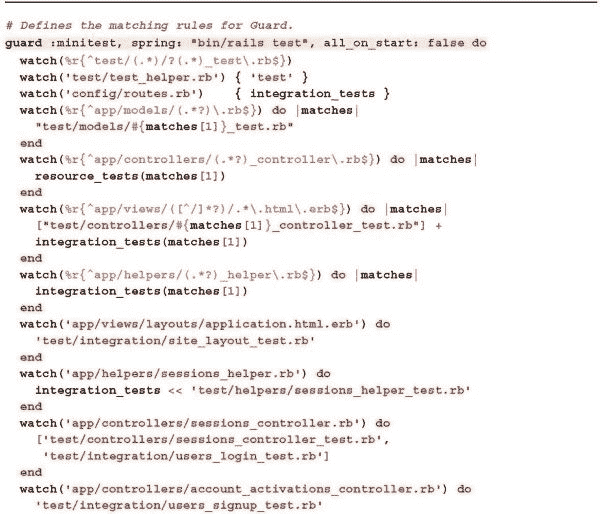 # Defines the matching rules for Guard.
guard :minitest, spring: "bin/rails test", all_on_start: false do
  watch(%r{^test/(.*)/?(.*)_test\.rb$})
  watch('test/test_helper.rb') { 'test' }
  watch('config/routes.rb')    { integration_tests }
  watch(%r{^app/models/(.*?)\.rb$}) do |matches|
    "test/models/#{matches[1]}_test.rb"
  end
  watch(%r{^app/controllers/(.*?)_controller\.rb$}) do |matches|
    resource_tests(matches[1])
  end
  watch(%r{^app/views/([^/]*?)/.*\.html\.erb$}) do |matches|
    ["test/controllers/#{matches[1]}_controller_test.rb"] +
    integration_tests(matches[1])
  end
  watch(%r{^app/helpers/(.*?)_helper\.rb$}) do |matches|
    integration_tests(matches[1])
  end
  watch('app/views/layouts/application.html.erb') do
    'test/integration/site_layout_test.rb'
  end
  watch('app/helpers/sessions_helper.rb') do
    integration_tests << 'test/helpers/sessions_helper_test.rb'
  end
  watch('app/controllers/sessions_controller.rb') do
    ['test/controllers/sessions_controller_test.rb',
     'test/integration/users_login_test.rb']
  end
  watch('app/controllers/account_activations_controller.rb') do
    'test/integration/users_signup_test.rb'